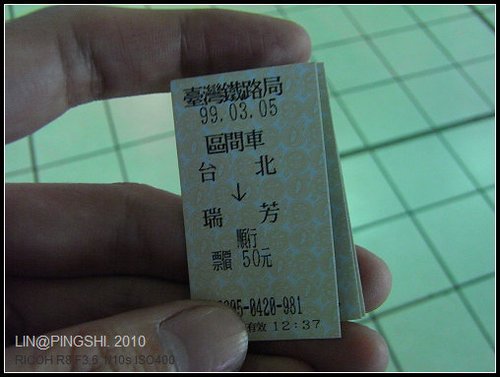 臺灣鐵路局
99.03.05
區間車
台 北
↓
瑞 芳
順行
票價 50元
0420-981
有效 12:37
LIN@PINGSHI. 2010
RICOH R8 F3.6 1/10s ISO400